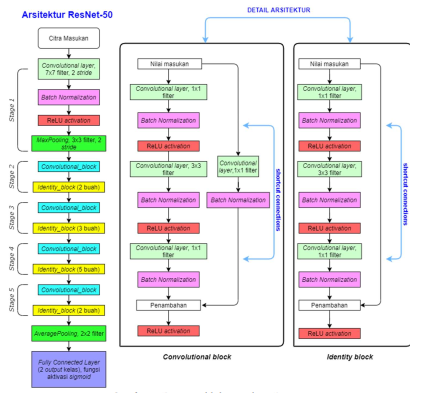 Arsitektur ResNet-50
DETAIL ARSITEKTUR
Citra Masukan
Stage 1
Convolutional layer,
7x7 filter, 2 stride
Batch Normalization
ReLU activation
MaxPooling, 3x3 filter, 2
stride
Stage 2
Convolutional_block
Identity_block (2 buah)
Stage 3
Convolutional_block
Identity_block (3 buah)
Stage 4
Convolutional_block
Identity_block (5 buah)
Stage 5
Convolutional_block
Identity_block (2 buah)
AveragePooling, 2x2 filter
Fully Connected Layer
(2 output kelas), fungsi
aktivasi sigmoid
Nilai masukan
Convolutional layer, 1x1
filter
Batch Normalization
ReLU activation
Convolutional layer, 3x3
filter
Batch Normalization
ReLU activation
Convolutional layer, 1x1
filter
Batch Normalization
Penambahan
ReLU activation
Convolutional
layer,1x1 filter
Batch Normalization
shortcut connections
Convolutional block
Nilai masukan
Convolutional layer,
1x1 filter
Batch Normalization
ReLU activation
Convolutional layer,
3x3 filter
Batch Normalization
ReLU activation
Convolutional layer,
1x1 filter
Batch Normalization
Penambahan
ReLU activation
shortcut connections
Identity block